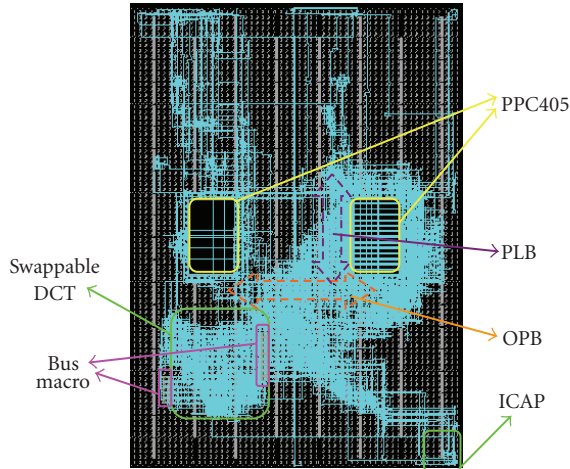 PPC405
PLB
Swappable
DCT
OPB
Bus
macro
ICAP